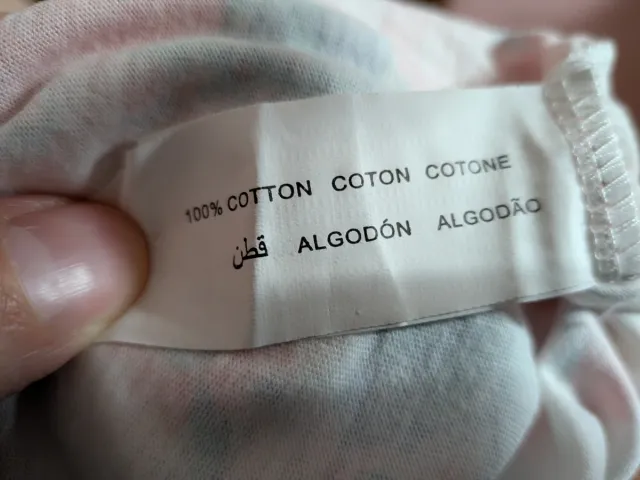 100% COTTON COTON COTONE
قطن ALGODÓN ALGODÃO